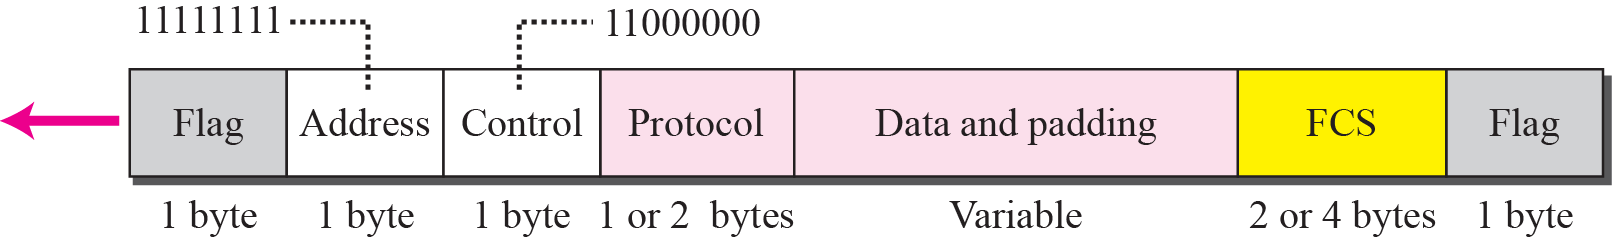 11111111 11000000
Flag Address Control Protocol Data and padding FCS Flag
1 byte 1 byte 1 byte 1 or 2 bytes Variable 2 or 4 bytes 1 byte